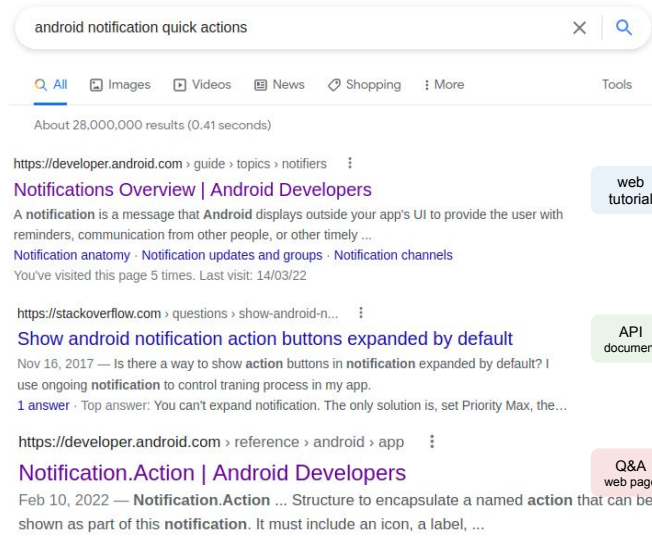 android notification quick actions
All Images Videos News Shopping More Tools
About 28,000,000 results (0.41 seconds)
https://developer.android.com › guide › topics › notifiers
Notifications Overview | Android Developers
A notification is a message that Android displays outside your app's UI to provide the user with
reminders, communication from other people, or other timely ...
Notification anatomy · Notification updates and groups · Notification channels
You've visited this page 5 times. Last visit: 14/03/22
web
tutorial
https://stackoverflow.com › questions › show-android-n...
Show android notification action buttons expanded by default
Nov 16, 2017 — Is there a way to show action buttons in notification expanded by default? I
use ongoing notification to control traning process in my app.
1 answer · Top answer: You can't expand notification. The only solution is, set Priority Max, the…
API
documen
https://developer.android.com › reference › android › app
Notification.Action | Android Developers
Feb 10, 2022 — Notification.Action ... Structure to encapsulate a named action that can be
shown as part of this notification. It must include an icon, a label, ...
Q&A
web page